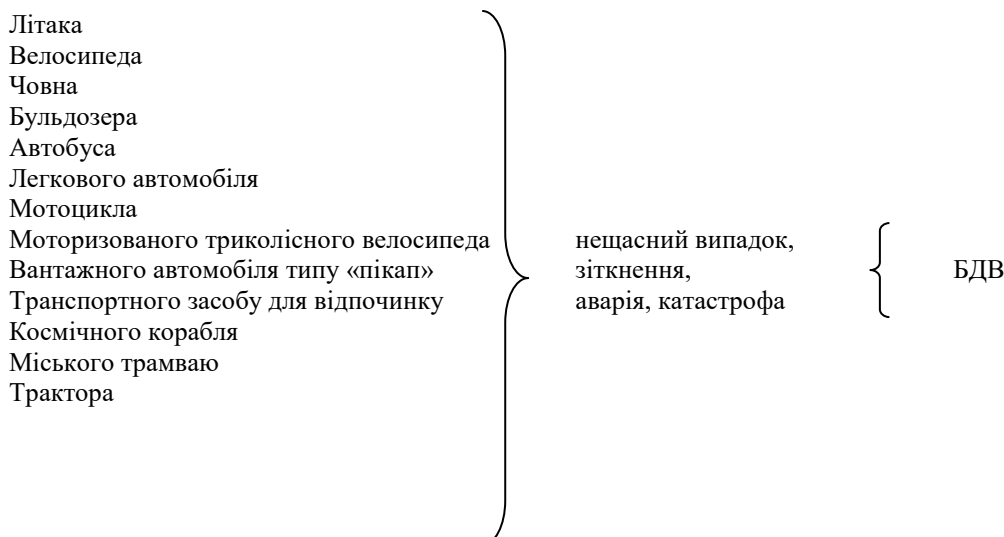 Літака
Велосипеда
Човна
Бульдозера
Автобуса
Легкового автомобіля
Мотоцикла
Моторизованого триколісного велосипеда
Вантажного автомобіля типу «пікап»
Транспортного засобу для відпочинку
Космічного корабля
Міського трамваю
Трактора
нещасний випадок,
зіткнення,
аварія, катастрофа
БДВ